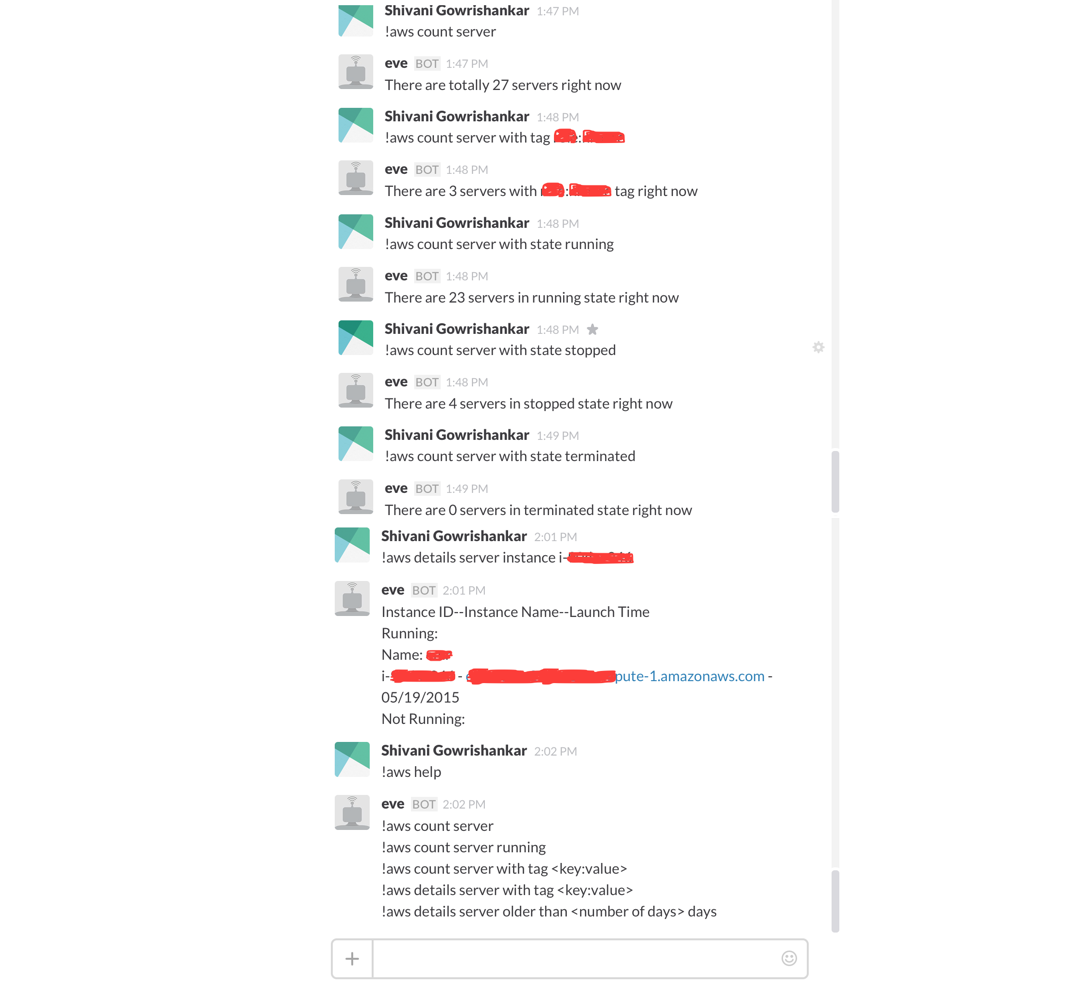 Shivani Gowrishankar 1:47 PM
!aws count server
eve BOT 1:47 PM
There are totally 27 servers right now
Shivani Gowrishankar 1:48 PM
!aws count server with tag :
eve BOT 1:48 PM
There are 3 servers with : tag right now
Shivani Gowrishankar 1:48 PM
!aws count server with state running
eve BOT 1:48 PM
There are 23 servers in running state right now
Shivani Gowrishankar 1:48 PM
!aws count server with state stopped
eve BOT 1:48 PM
There are 4 servers in stopped state right now
Shivani Gowrishankar 1:49 PM
!aws count server with state terminated
eve BOT 1:49 PM
There are 0 servers in terminated state right now
Shivani Gowrishankar 2:01 PM
!aws details server instance i-
eve BOT 2:01 PM
Instance ID--Instance Name--Launch Time
Running:
Name:
i- - pute-1.amazonaws.com -
05/19/2015
Not Running:
Shivani Gowrishankar 2:02 PM
!aws help
eve BOT 2:02 PM
!aws count server
!aws count server running
!aws count server with tag <key:value>
!aws details server with tag <key:value>
!aws details server older than <number of days> days